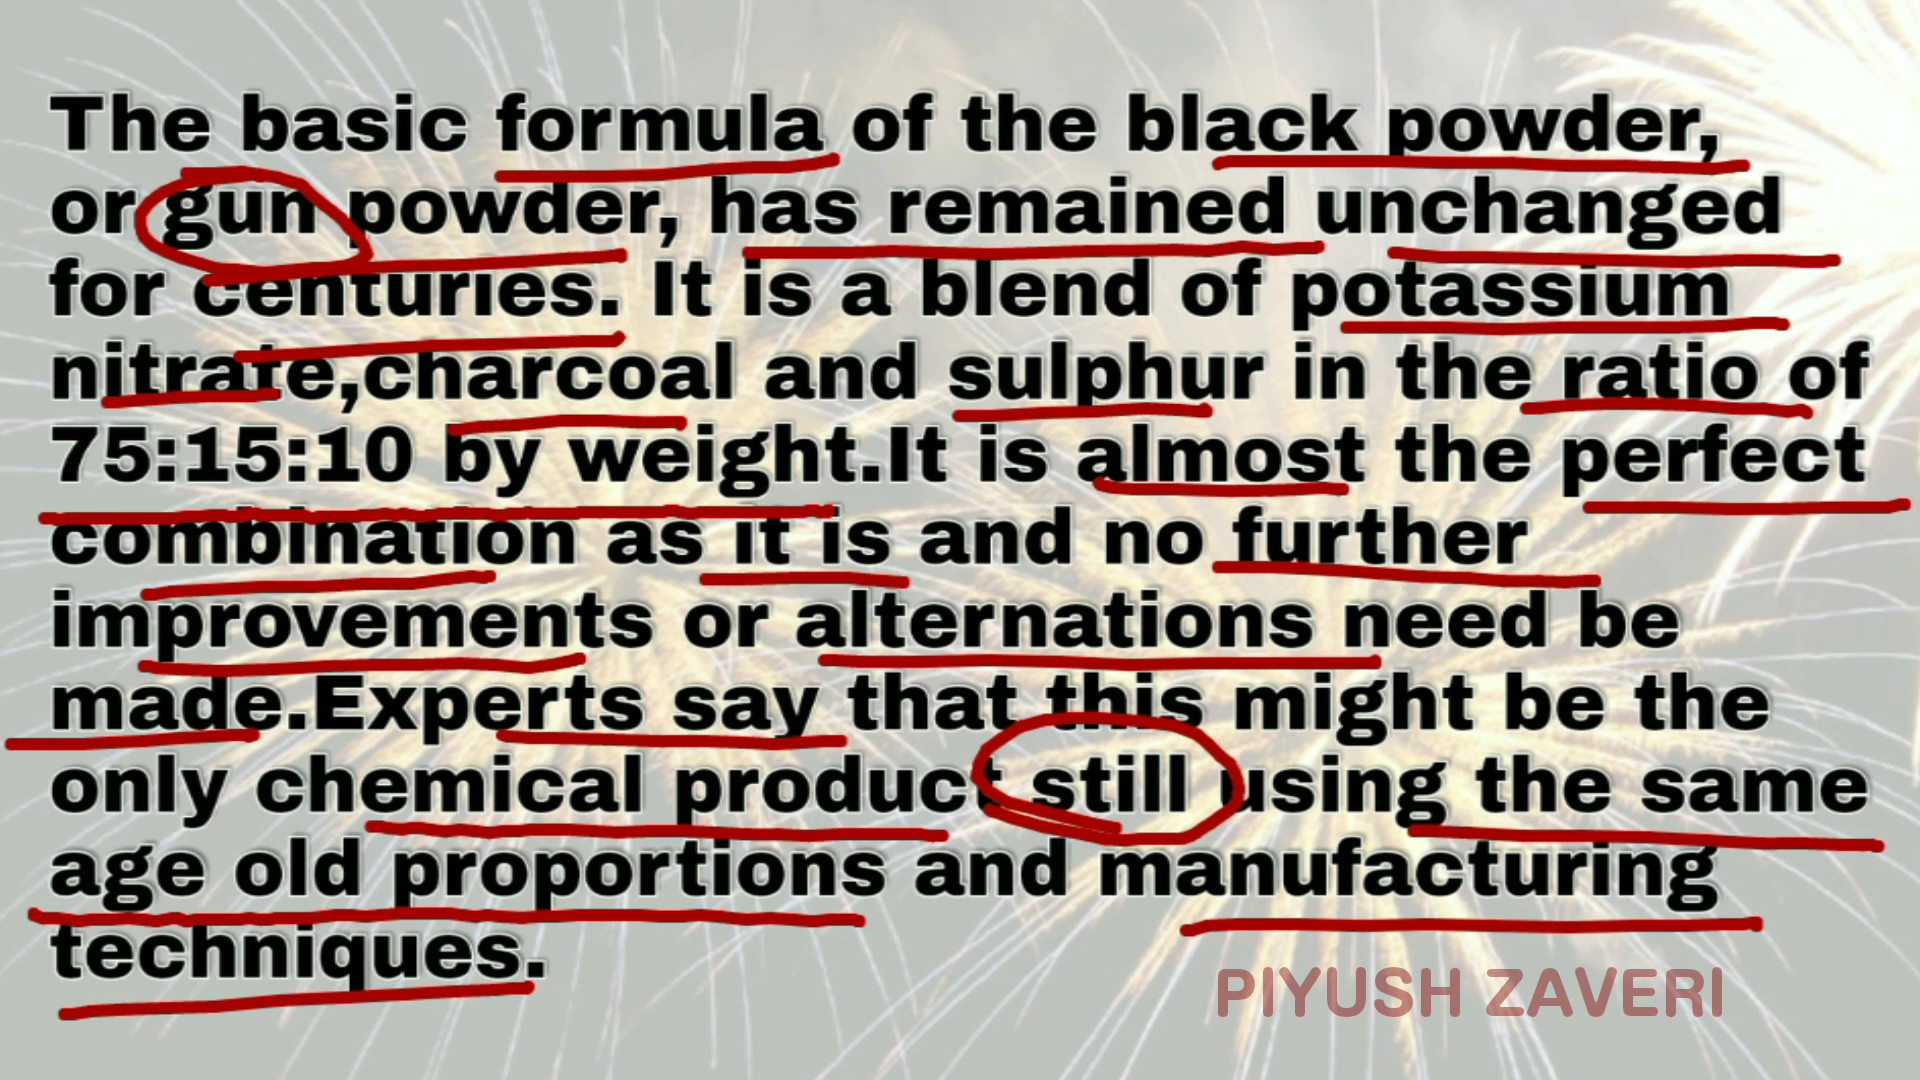 The basic formula of the black powder,
or gun powder, has remained unchanged
for centuries. It is a blend of potassium
nitrate,charcoal and sulphur in the ratio of
75:15:10 by weight.It is almost the perfect
combination as it is and no further
improvements or alternations need be
made.Experts say that this might be the
only chemical product still using the same
age old proportions and manufacturing
techniques.
PIYUSH ZAVERI